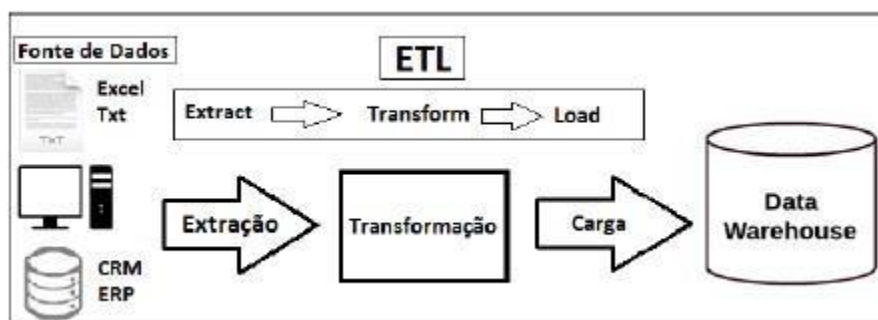 Fonte de Dados
ETL
Excel
Txt
TxT
Extract
Transform
Load
Extração
Transformação
Carga
Data
Warehouse
CRM
ERP